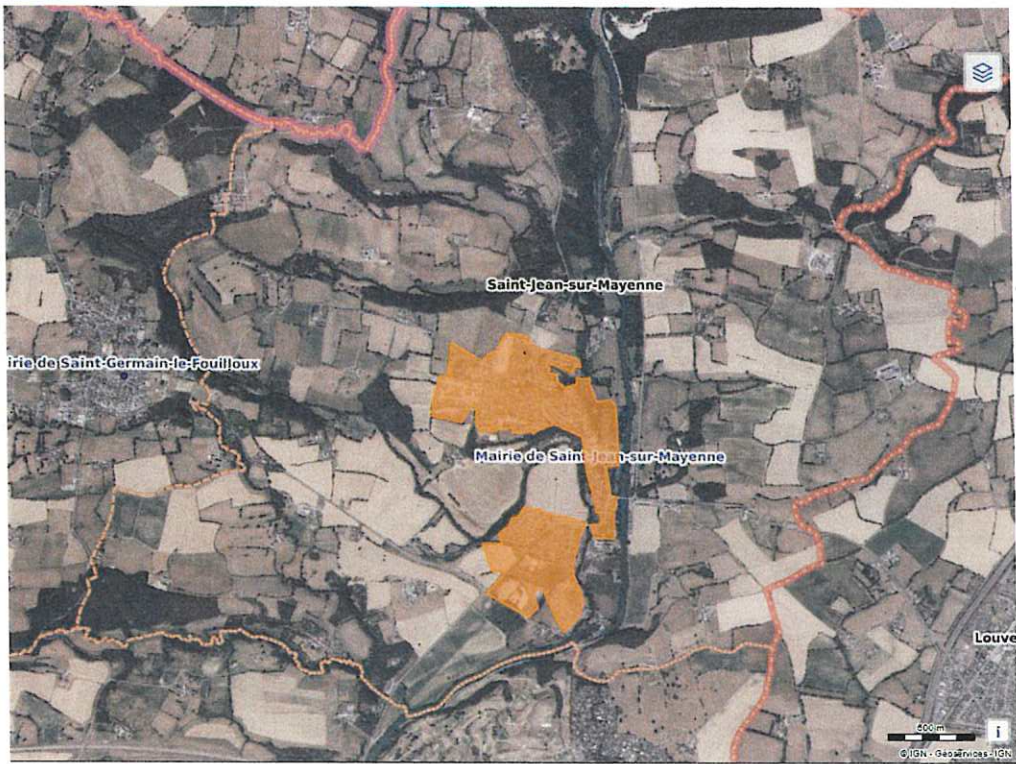 Saint-Jean-sur-Mayenne
irie de Saint-Germain-le-Fouilloux
Mairie de Saint-Jean-sur-Mayenne
Louve
500 m
i
© IGN - Géoservices - IGN